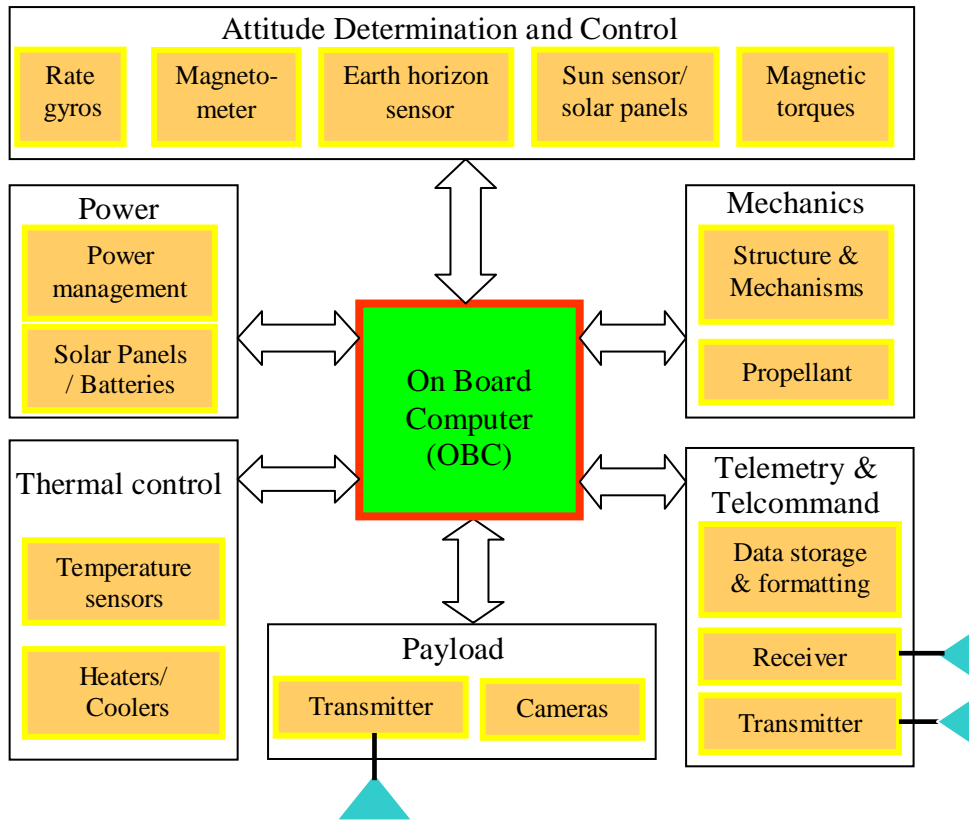 Attitude Determination and Control
Rate
gyros
Magneto-
meter
Earth horizon
sensor
Sun sensor/
solar panels
Magnetic
torques
Power
Power
management
Solar Panels
/ Batteries
Mechanics
Structure &
Mechanisms
Propellant
On Board
Computer
(OBC)
Thermal control
Temperature
sensors
Heaters/
Coolers
Payload
Transmitter
Cameras
Telemetry &
Telcommand
Data storage
& formatting
Receiver
Transmitter